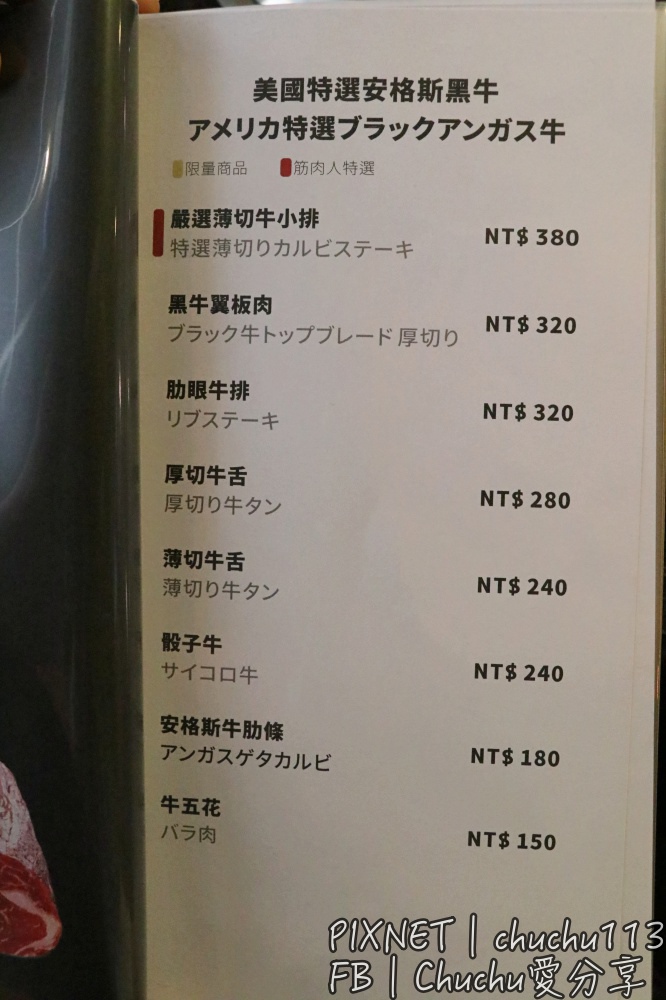 美國特選安格斯黑牛
アメリカ特選ブラックアンガス牛
限量商品 筋肉人特選
嚴選薄切牛小排
特選薄切りカルビステーキ
NT$ 380
黑牛翼板肉
ブラック牛トップブレード 厚切り
NT$ 320
肋眼牛排
リブステーキ
NT$ 320
厚切牛舌
厚切り牛タン
NT$ 280
薄切牛舌
薄切り牛タン
NT$ 240
骰子牛
サイコロ牛
NT$ 240
安格斯牛肋條
アンガスゲタカルビ
NT$ 180
牛五花
バラ肉
NT$ 150
PIXNET | chuchu113
FB | Chuchu愛分享